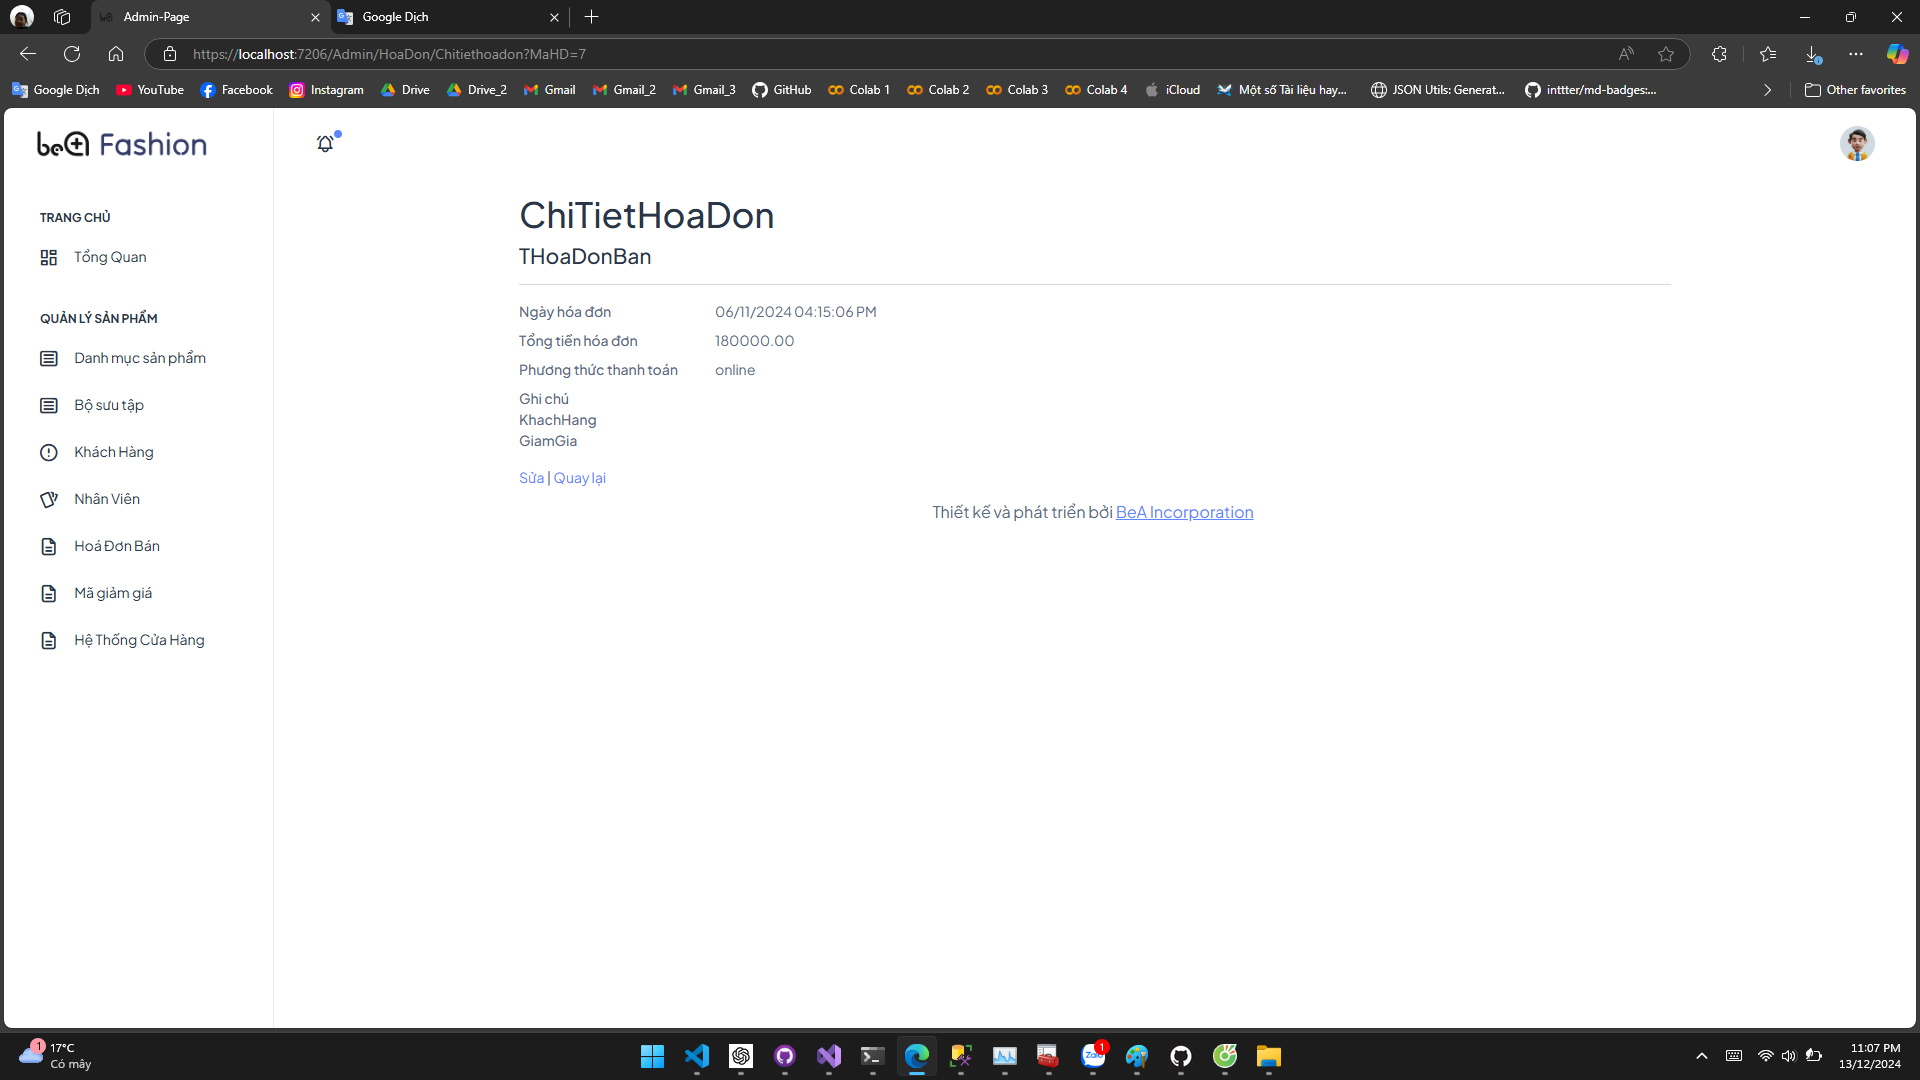 Admin-Page
Google Dịch
https://localhost:7206/Admin/HoaDon/Chitiethoadon?MaHD=7
Google Dịch
YouTube
Facebook
Instagram
Drive
Drive_2
Gmail
Gmail_2
Gmail_3
GitHub
Colab 1
Colab 2
Colab 3
Colab 4
iCloud
Một số Tài liệu hay...
JSON Utils: Generat...
inttter/md-badges:...
Other favorites
beA Fashion
TRANG CHỦ
Tổng Quan
QUẢN LÝ SẢN PHẨM
Danh mục sản phẩm
Bộ sưu tập
Khách Hàng
Nhân Viên
Hoá Đơn Bán
Mã giảm giá
Hệ Thống Cửa Hàng
ChiTietHoaDon
THoaDonBan
Ngày hóa đơn 06/11/2024 04:15:06 PM
Tổng tiền hóa đơn 180000.00
Phương thức thanh toán online
Ghi chú
KhachHang
GiamGia
Sửa | Quay lại
Thiết kế và phát triển bởi BeA Incorporation
1
17°C
Có mây
Zalo
1
11:07 PM
13/12/2024